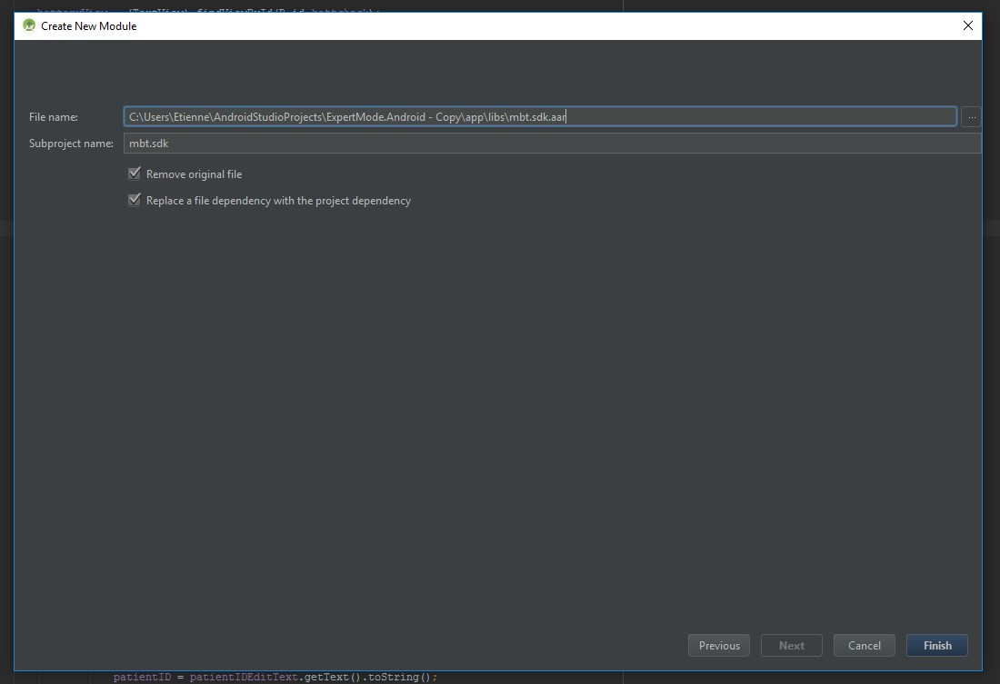 Create New Module
File name:
C:\Users\Etienne\AndroidStudioProjects\ExpertMode.Android - Copy\app\libs\mbt.sdk.aar
...
Subproject name:
mbt.sdk
Remove original file
Replace a file dependency with the project dependency
Previous
Next
Cancel
Finish
patientID = patientIDEditText.getText().toString();